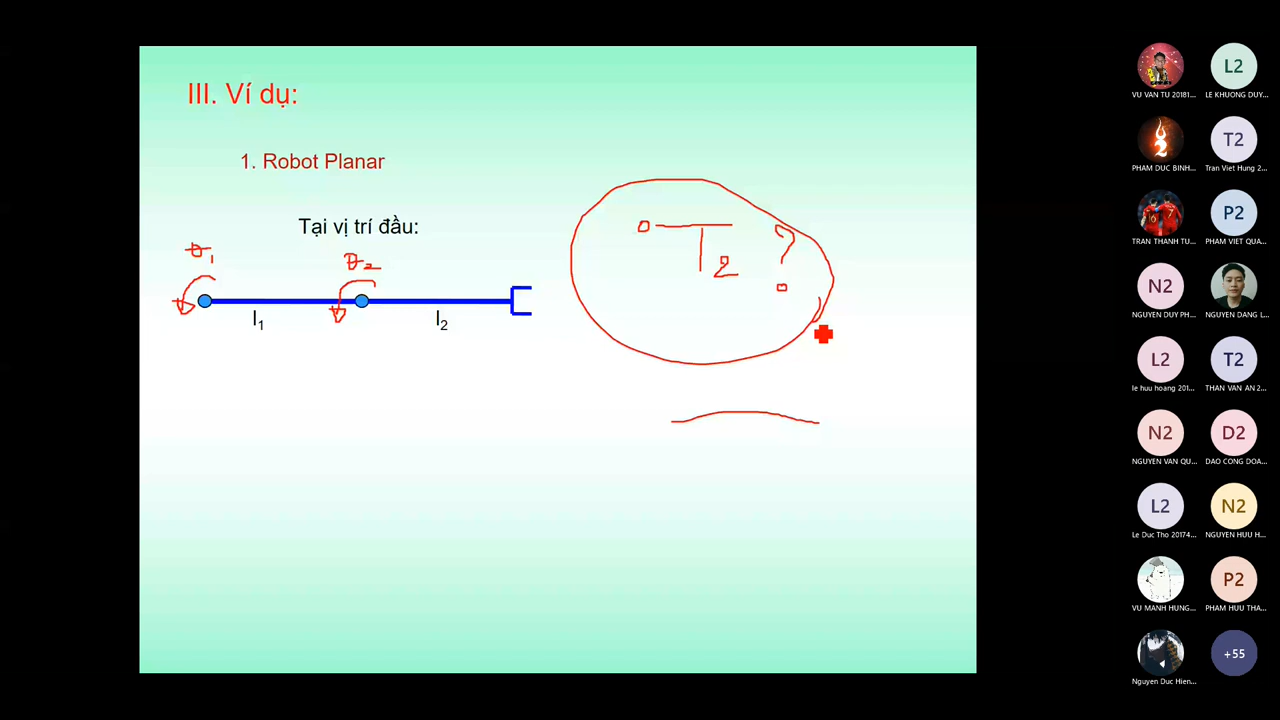 III. Ví dụ:
1. Robot Planar
Tại vị trí đầu:
θ1
θ2
l1
l2
0T2 ?
VU VAN TU 20181...
LE KHUONG DUY...
L2
PHAM DUC BINH...
Tran Viet Hung 2...
T2
TRAN THANH TU...
PHAM VIET QUA...
P2
N2
NGUYEN DUY PH...
NGUYEN DANG L...
L2
le huu hoang 201...
T2
THAN VAN AN 2...
N2
NGUYEN VAN QU...
D2
DAO CONG DOA...
L2
Le Duc Tho 20174...
N2
NGUYEN HUU H...
VU MANH HUNG...
P2
PHAM HUU THA...
Nguyen Duc Hien...
+55